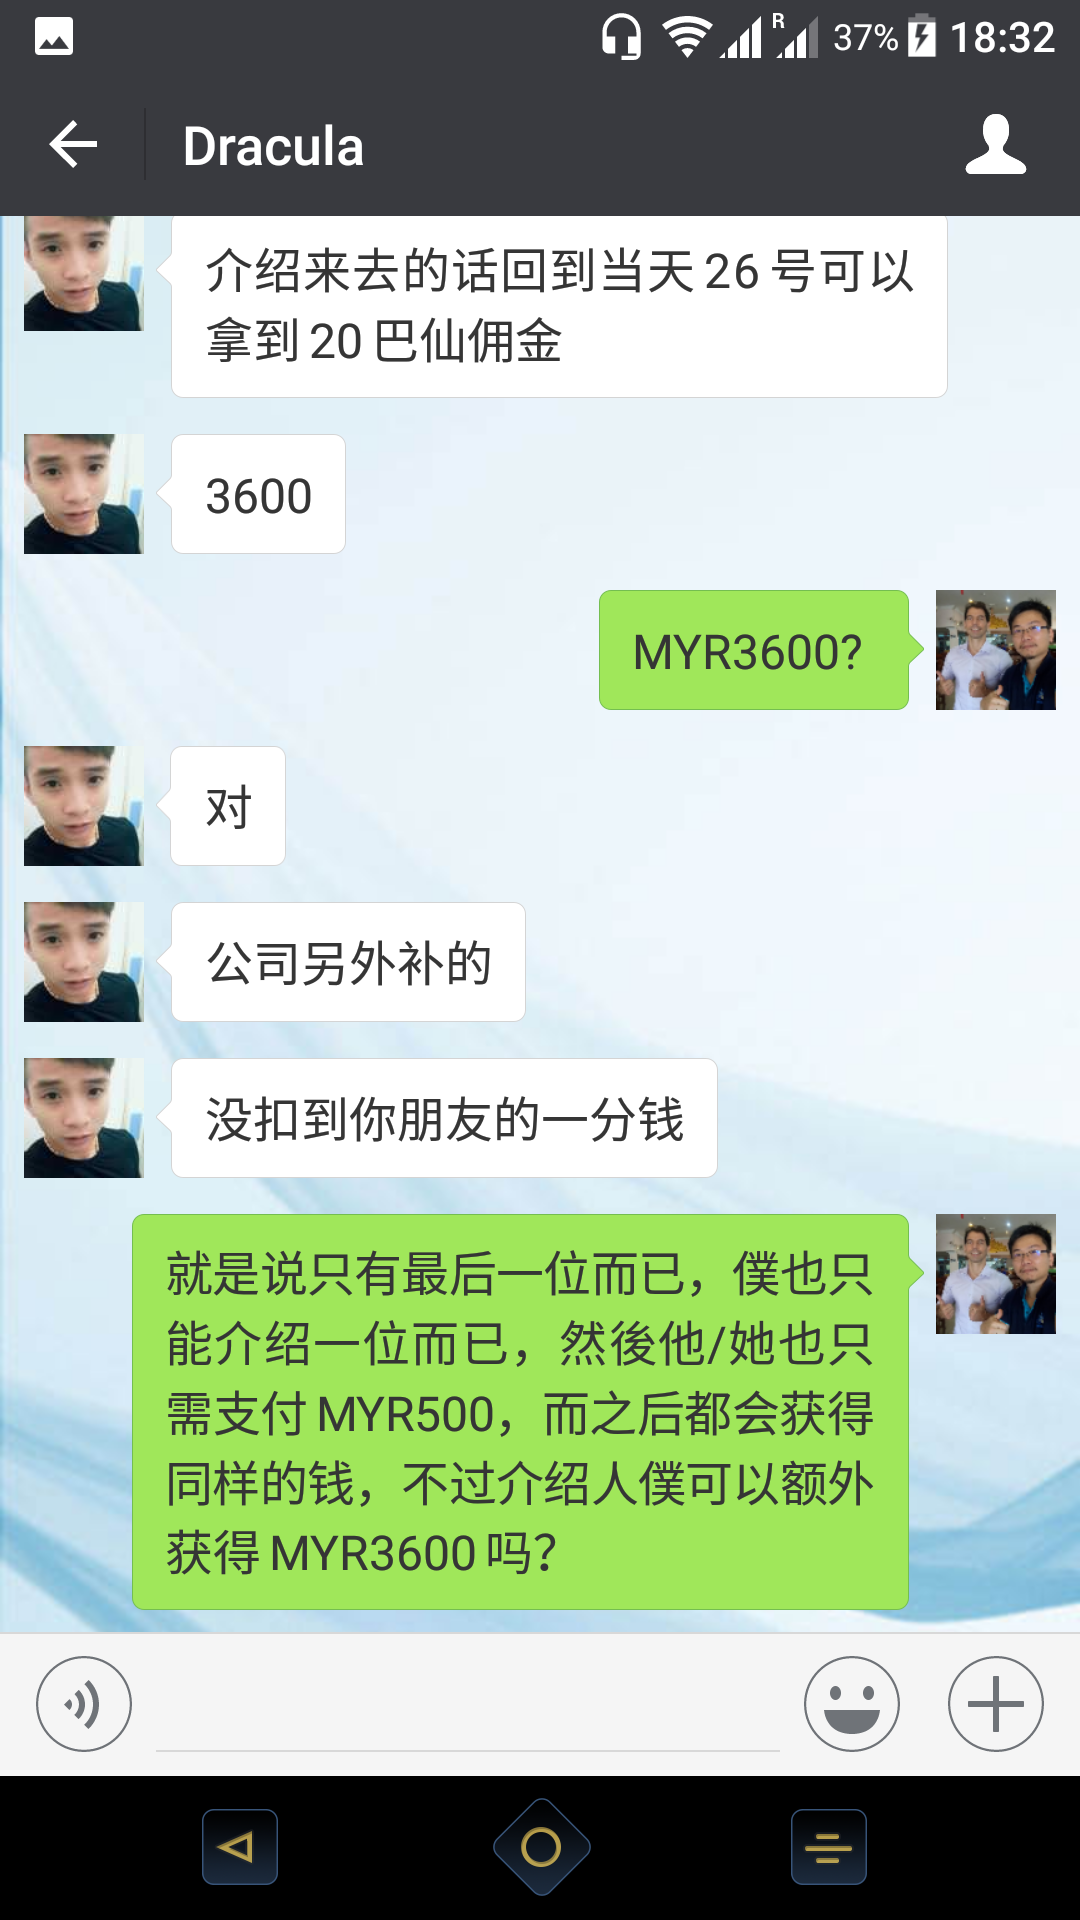 R 37% 18:32
Dracula
介绍来去的话回到当天26号可以
拿到20巴仙佣金
3600
MYR3600?
对
公司另外补的
没扣到你朋友的一分钱
就是说只有最后一位而已，僕也只
能介绍一位而已，然後他/她也只
需支付MYR500，而之后都会获得
同样的钱，不过介绍人僕可以额外
获得MYR3600吗？